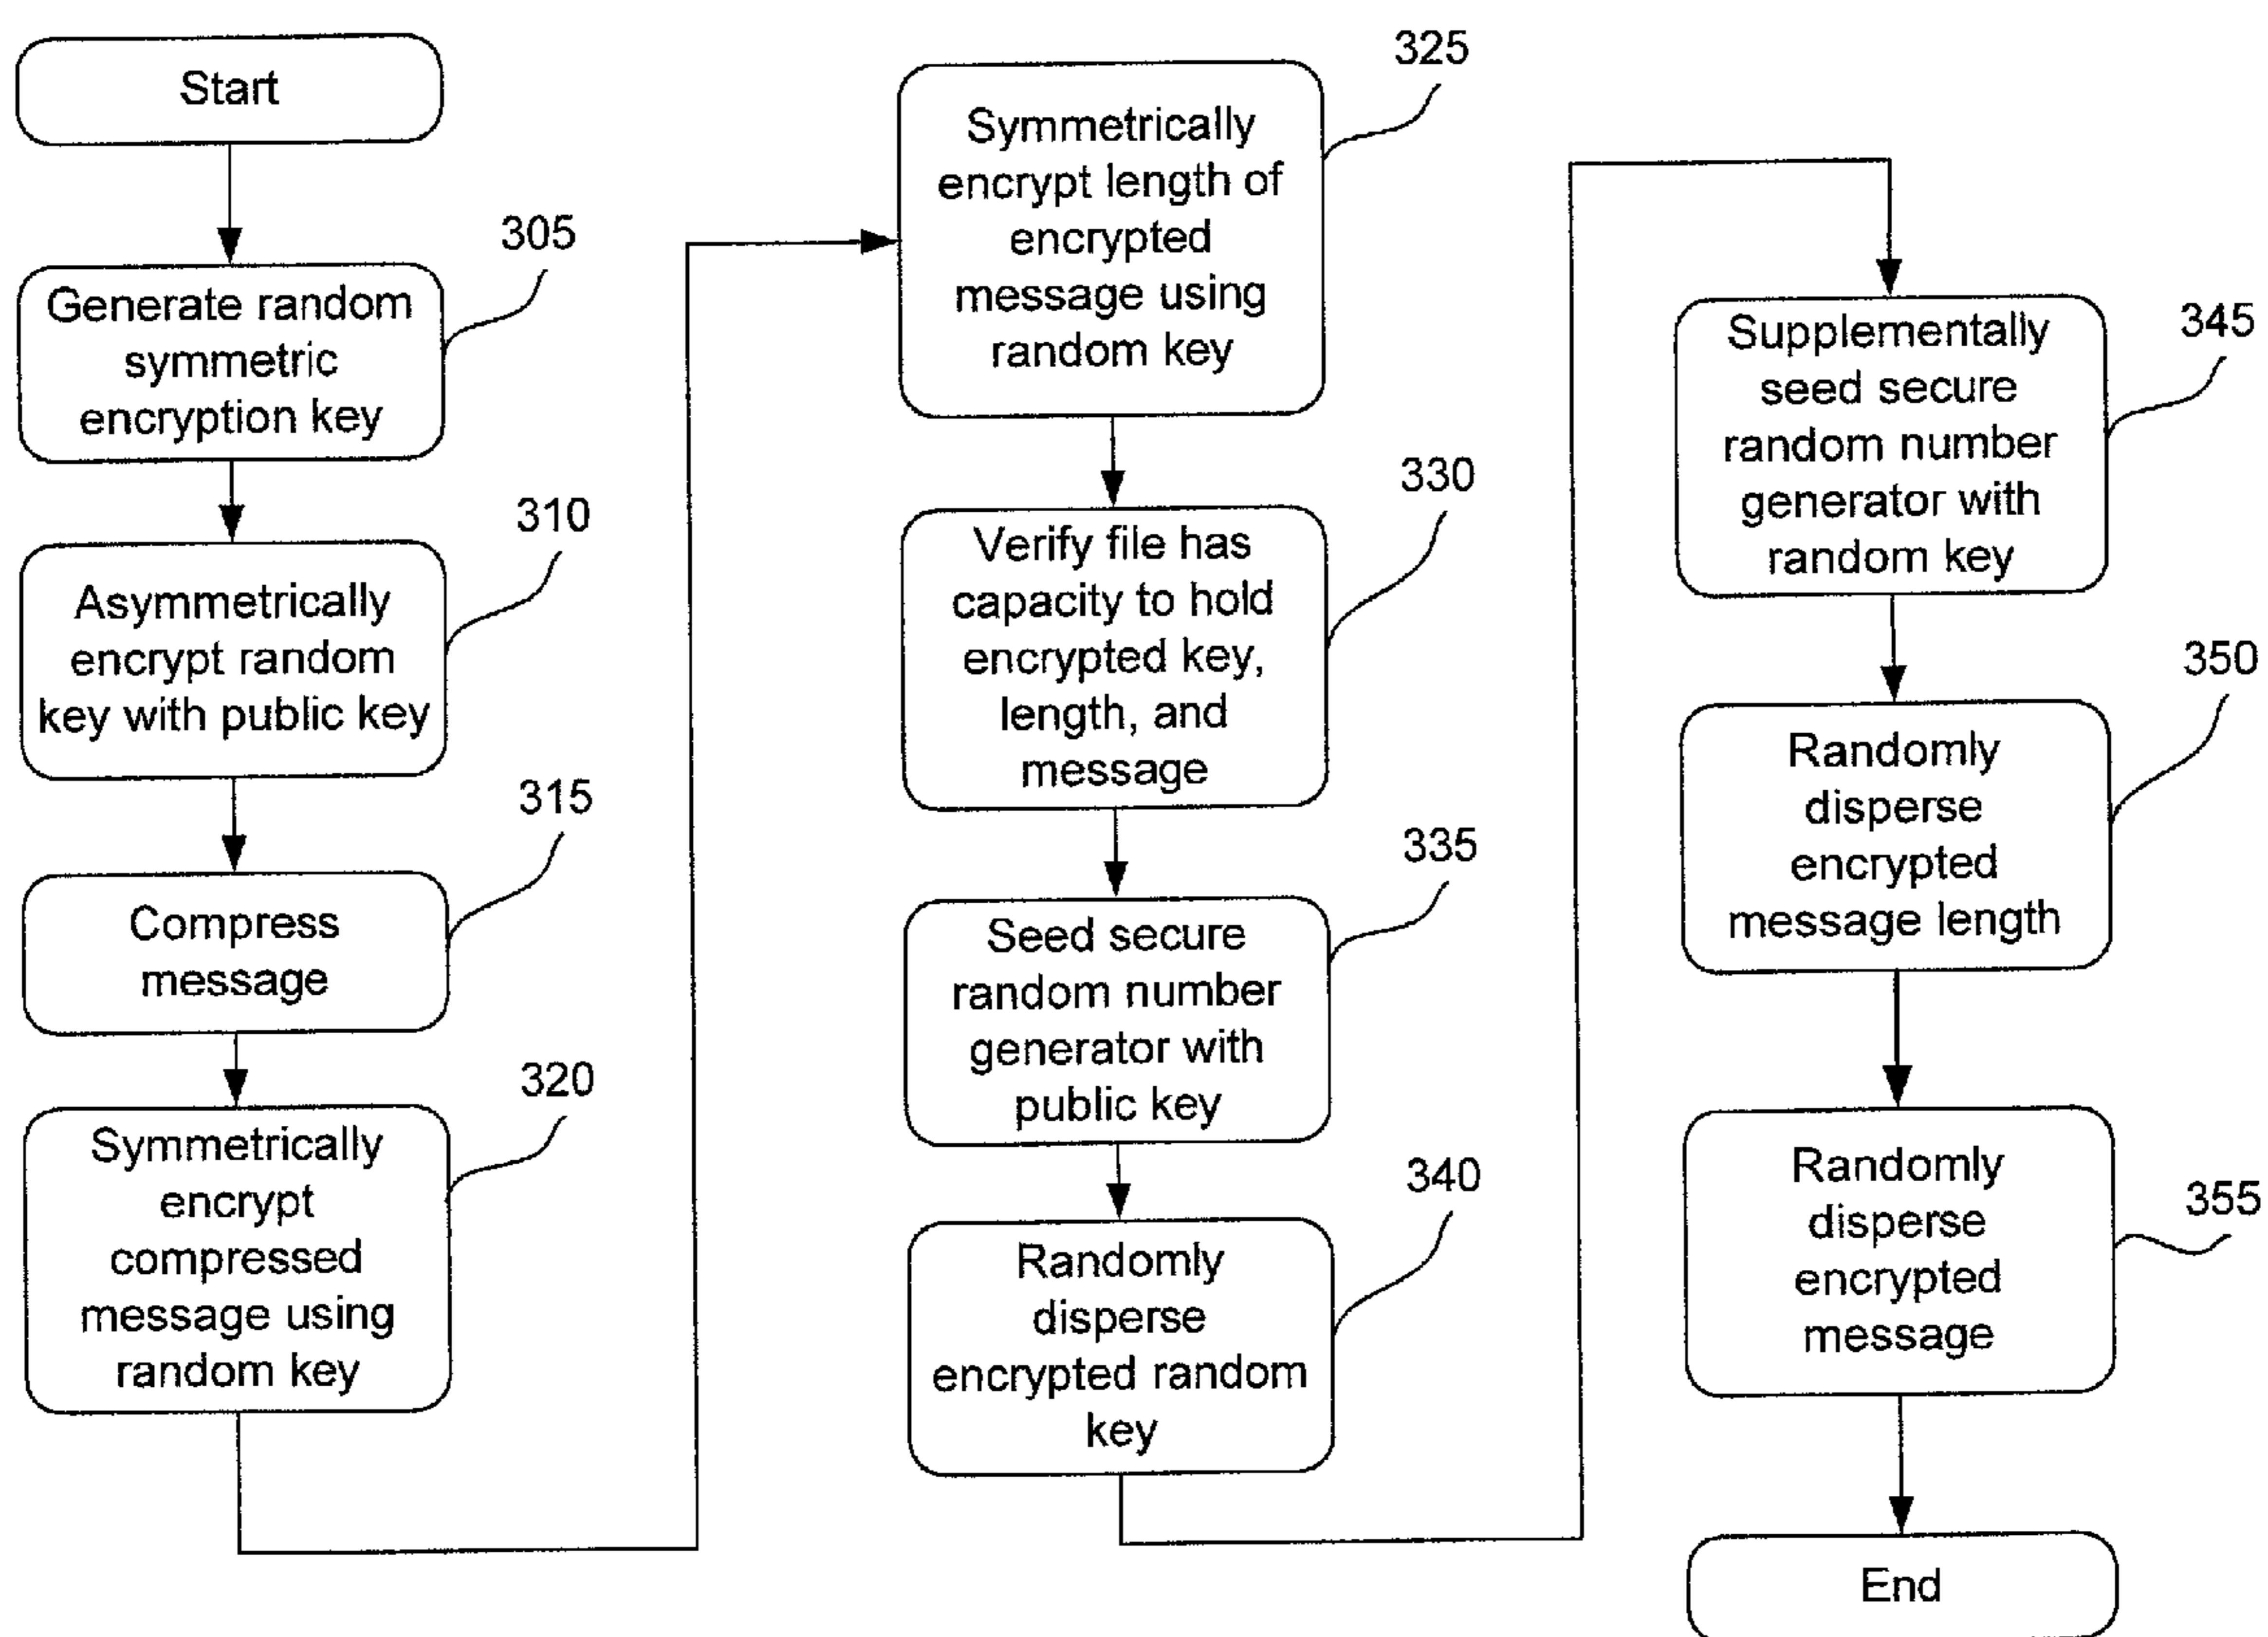 Start
305
Generate random
symmetric
encryption key
310
Asymmetrically
encrypt random
key with public key
315
Compress
message
320
Symmetrically
encrypt
compressed
message using
random key
325
Symmetrically
encrypt length of
encrypted
message using
random key
330
Verify file has
capacity to hold
encrypted key,
length, and
message
335
Seed secure
random number
generator with
public key
340
Randomly
disperse
encrypted random
key
345
Supplementally
seed secure
random number
generator with
random key
350
Randomly
disperse
encrypted
message length
355
Randomly
disperse
encrypted
message
End